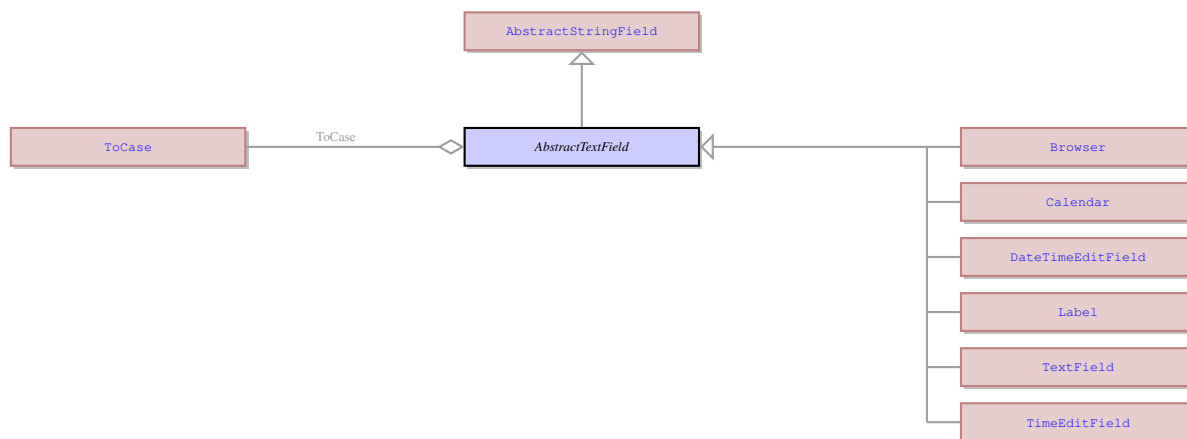 AbstractStringField
ToCase
ToCase
AbstractTextField
Browser
Calendar
DateTimeEditField
Label
TextField
TimeEditField